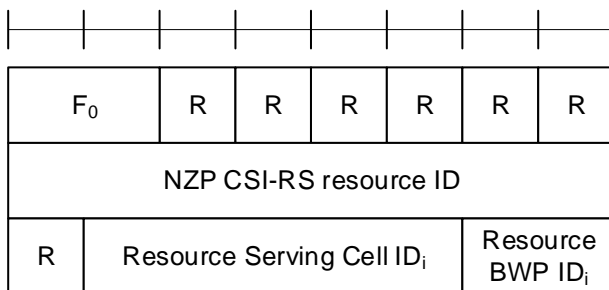 F₀ R R R R R R
NZP CSI-RS resource ID
R Resource Serving Cell IDᵢ Resource
BWP IDᵢ